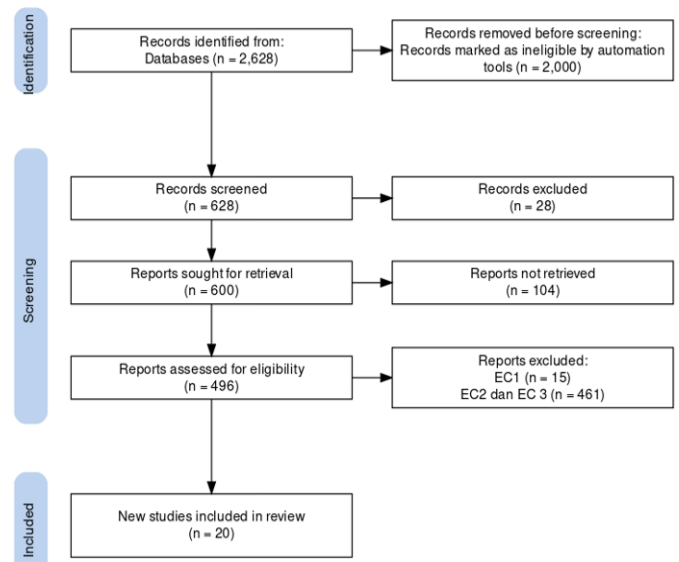 Identification
Records identified from:
Databases (n = 2,628)
Records removed before screening:
Records marked as ineligible by automation
tools (n = 2,000)
Screening
Records screened
(n = 628)
Records excluded
(n = 28)
Reports sought for retrieval
(n = 600)
Reports not retrieved
(n = 104)
Reports assessed for eligibility
(n = 496)
Reports excluded:
EC1 (n = 15)
EC2 dan EC 3 (n = 461)
Included
New studies included in review
(n = 20)